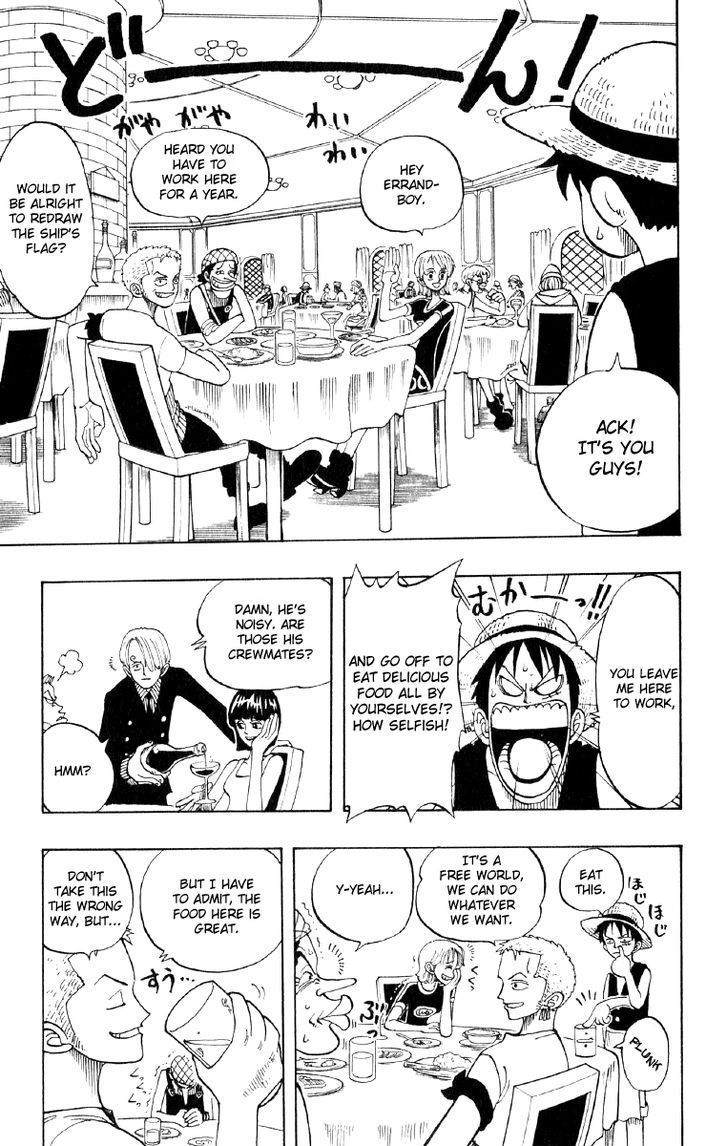 どーん!
わい
わい
がや
がや
HEY
ERRAND-
BOY.
HEARD YOU
HAVE TO
WORK HERE
FOR A YEAR.
WOULD IT
BE ALRIGHT
TO REDRAW
THE SHIP'S
FLAG?
ACK!
IT'S YOU
GUYS!
むかーっ!!
YOU LEAVE
ME HERE
TO WORK,
AND GO OFF TO
EAT DELICIOUS
FOOD ALL BY
YOURSELVES!?
HOW SELFISH!
DAMN, HE'S
NOISY. ARE
THOSE HIS
CREWMATES?
HMM?
EAT
THIS.
ほじ
ほじ
IT'S A
FREE WORLD,
WE CAN DO
WHATEVER
WE WANT.
Y-YEAH...
ぶっ
PLUNK
BUT I HAVE
TO ADMIT, THE
FOOD HERE IS
GREAT.
DON'T
TAKE THIS
THE WRONG
WAY, BUT...
すう...